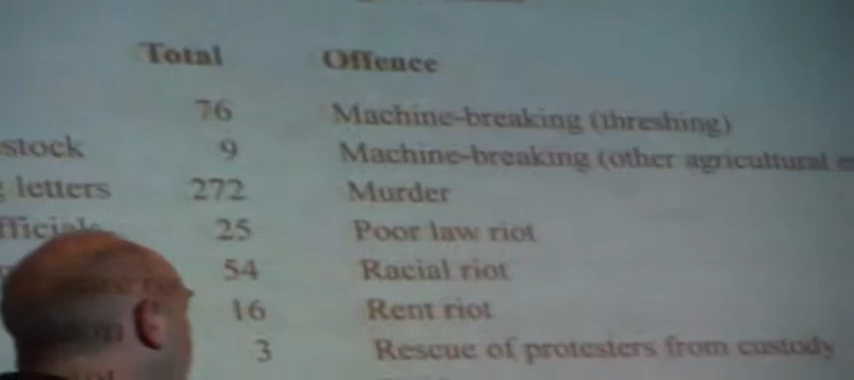 Total Offence
76 Machine-breaking (threshing)
stock 9 Machine-breaking (other agricultural
letters 272 Murder
25 Poor law riot
54 Racial riot
16 Rent riot
3 Rescue of protesters from custody